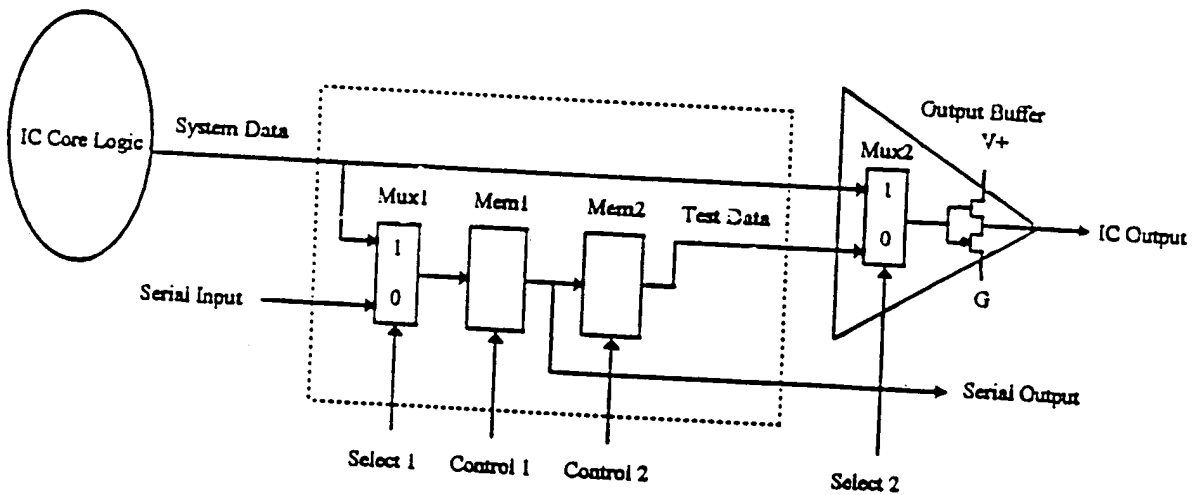 Output Buffer
V+
System Data
IC Core Logic
Mux2
1
Mux1
Mem1
Mem2
Test Data
1
0
IC Output
G
Serial Input
0
Serial Output
Select 1
Control 1
Control 2
Select 2